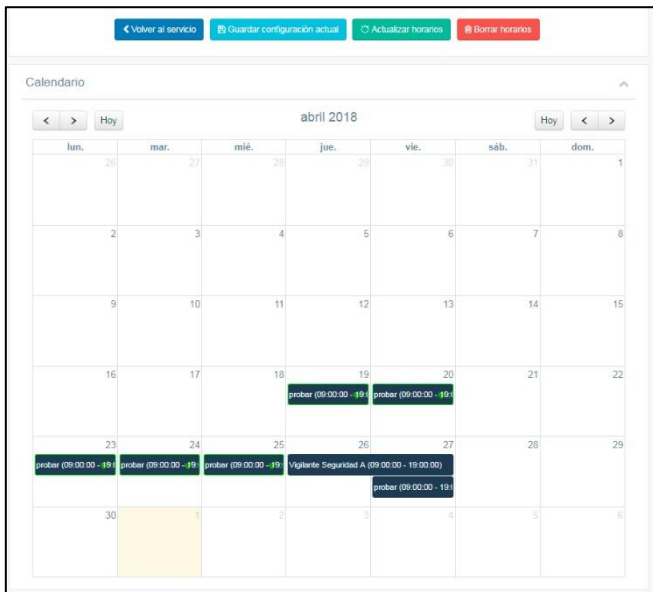 Volver al servicio Guardar configuración actual Actualizar horarios Borrar horarios
Calendario
Hoy abril 2018 Hoy
lun. mar. mié. jue. vie. sáb. dom.
26 27 28 29 30 31 1
2 3 4 5 6 7 8
9 10 11 12 13 14 15
16 17 18 19 20 21 22
probar (09:00:00 - probar (09:00:00 -
23 24 25 26 27 28 29
probar (09:00:00 - probar (09:00:00 - probar (09:00:00 - Vigilante Seguridad A (09:00:00 - 19:00:00)
probar (09:00:00 - 19:
30 1 2 3 4 5 6